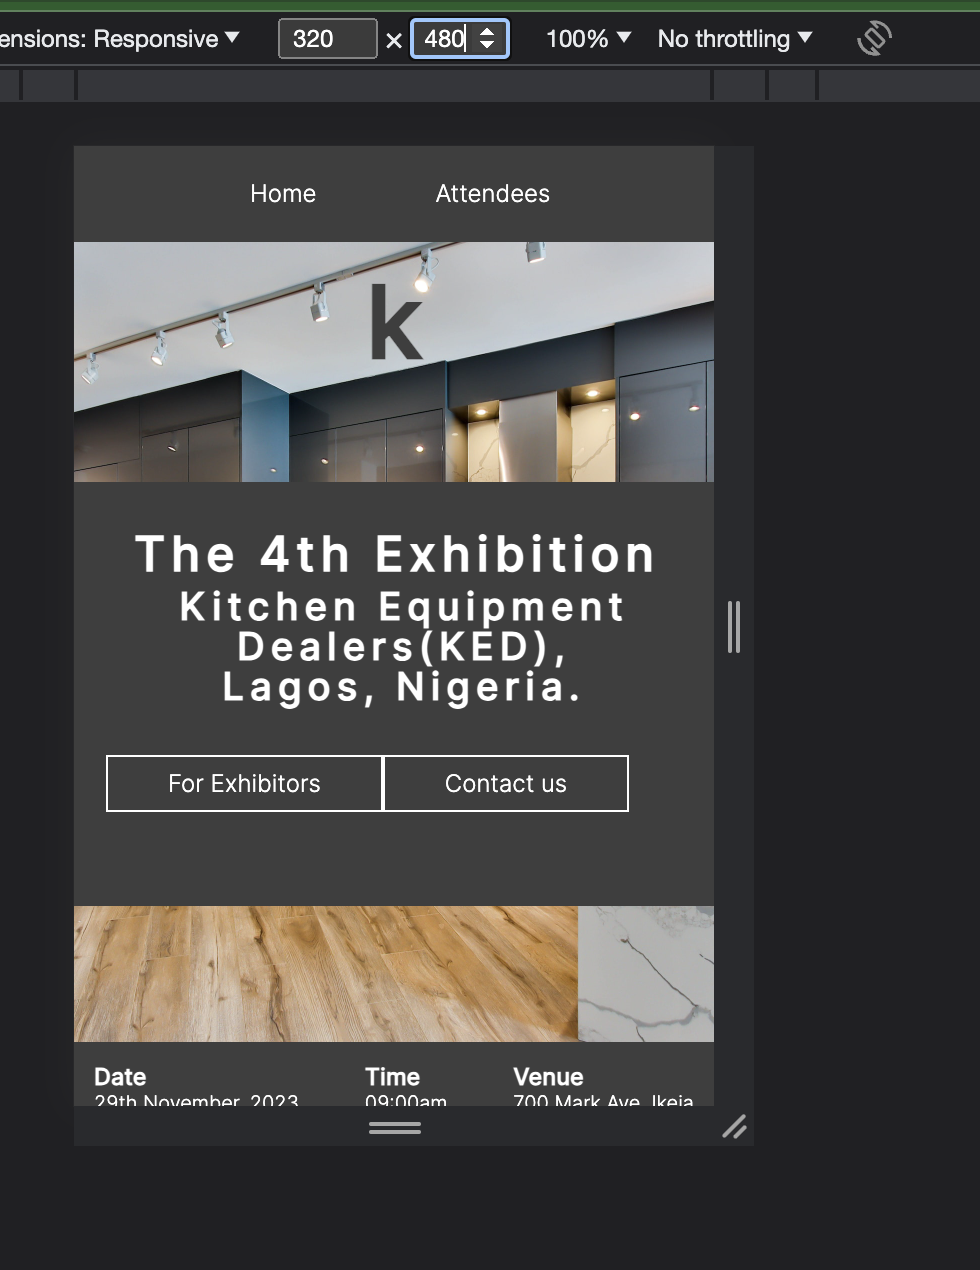 ensions: Responsive 320 × 480 100% No throttling
Home Attendees
k
The 4th Exhibition
Kitchen Equipment
Dealers(KED),
Lagos, Nigeria.
For Exhibitors Contact us
Date Time Venue
29th November, 2023 09:00am 700 Mark Ave, Ikeja